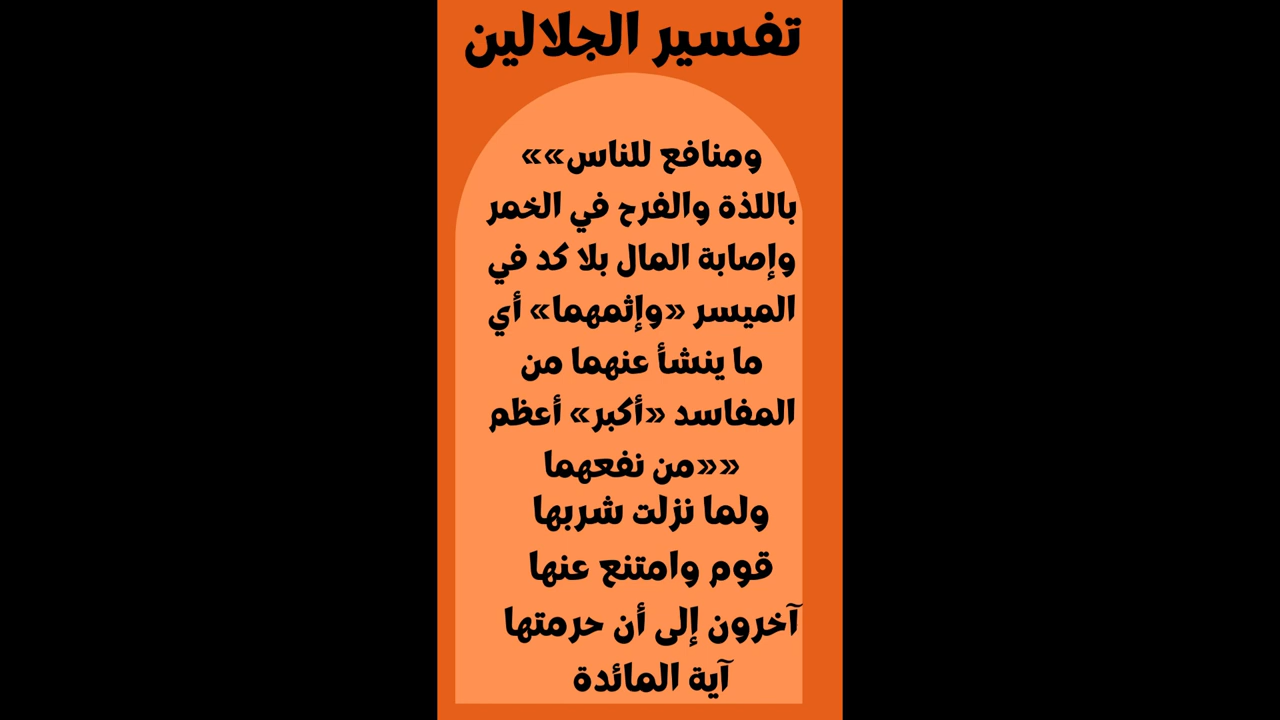 تفسير الجلالين
ومنافع للناس»»
باللذة والفرح في الخمر
وإصابة المال بلا كد في
الميسر «وإثمهما» أي
ما ينشأ عنهما من
المفاسد «أكبر» أعظم
««من نفعهما
ولما نزلت شربها
قوم وامتنع عنها
آخرون إلى أن حرمتها
آية المائدة